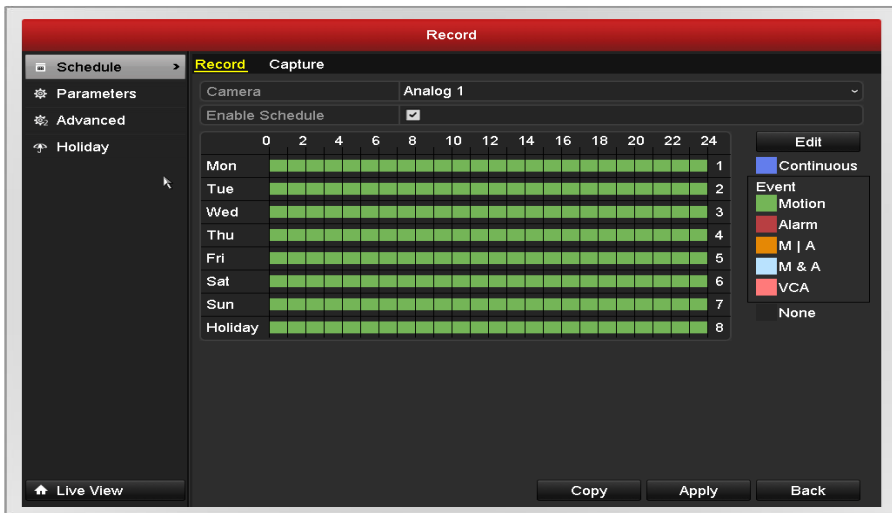 Record
Schedule >
Parameters
Advanced
Holiday
Live View
Record Capture
Camera Analog 1
Enable Schedule
0 2 4 6 8 10 12 14 16 18 20 22 24
Mon 1
Tue 2
Wed 3
Thu 4
Fri 5
Sat 6
Sun 7
Holiday 8
Edit
Continuous
Event
Motion
Alarm
M | A
M & A
VCA
None
Copy Apply Back